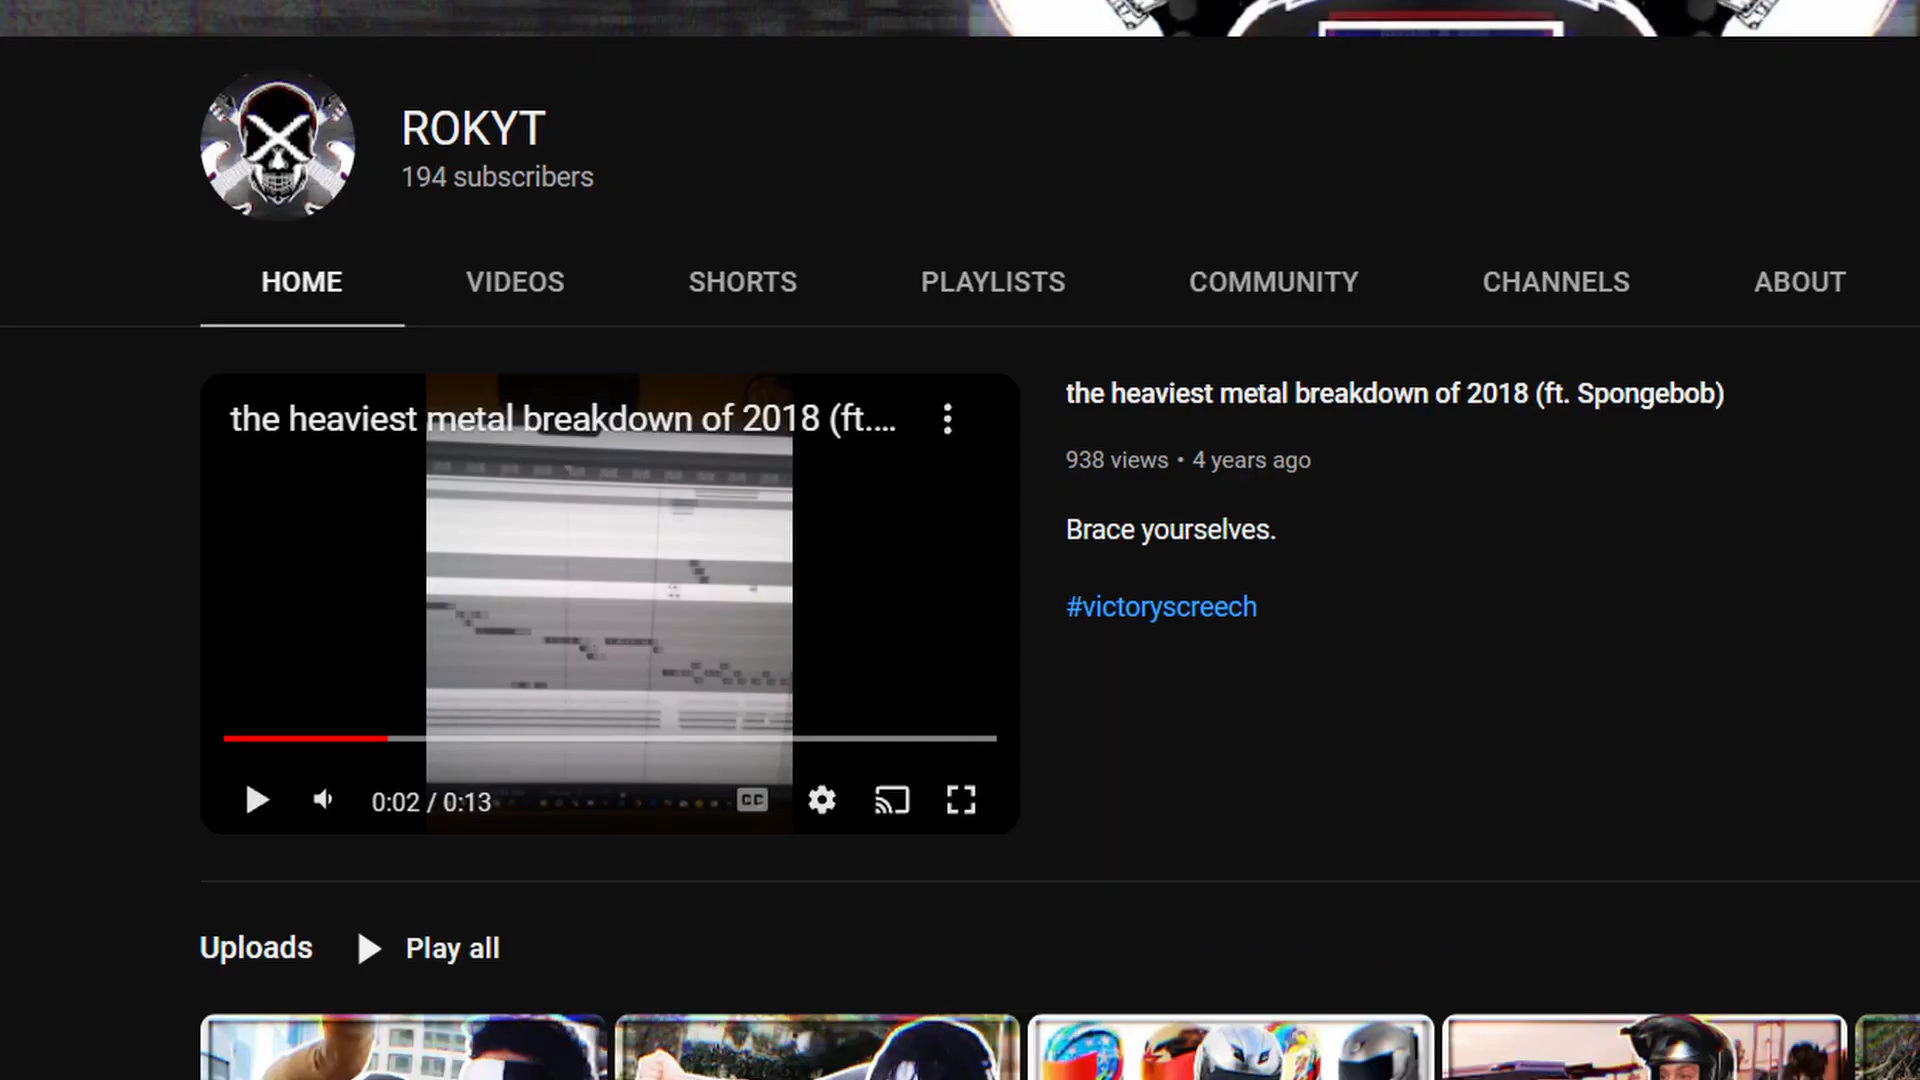 ROKYT
194 subscribers
HOME VIDEOS SHORTS PLAYLISTS COMMUNITY CHANNELS ABOUT
the heaviest metal breakdown of 2018 (ft....
0:02 / 0:13
CC
the heaviest metal breakdown of 2018 (ft. Spongebob)
938 views • 4 years ago
Brace yourselves.
#victoryscreech
Uploads Play all